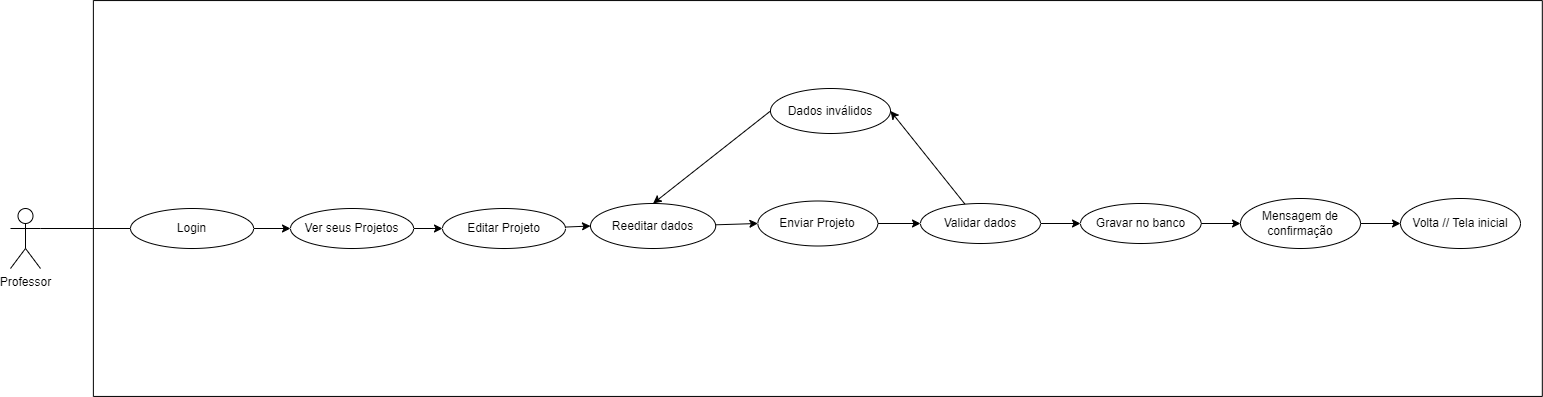 Dados inválidos
Professor
Login
Ver seus Projetos
Editar Projeto
Reeditar dados
Enviar Projeto
Validar dados
Gravar no banco
Mensagem de
confirmação
Volta // Tela inicial